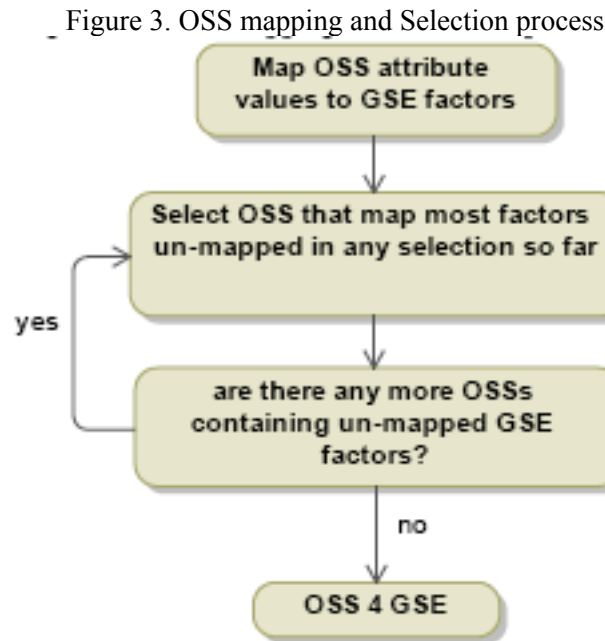 Figure 3. OSS mapping and Selection process
Map OSS attribute
values to GSE factors
Select OSS that map most factors
un-mapped in any selection so far
yes
are there any more OSSs
containing un-mapped GSE
factors?
no
OSS 4 GSE